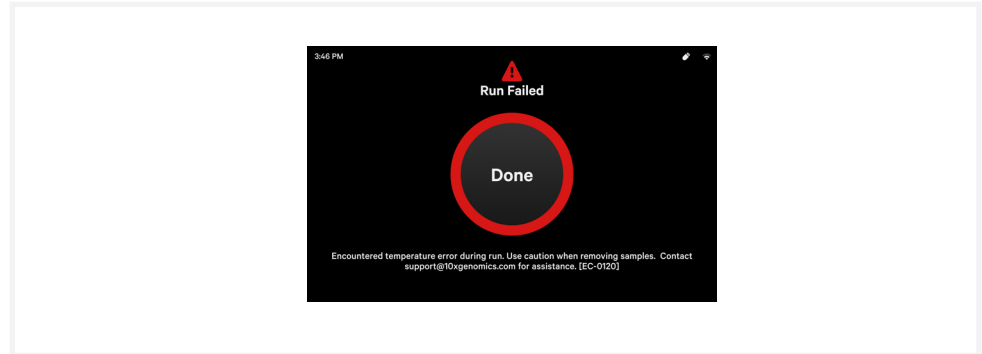 3:46 PM
Run Failed
Done
Encountered temperature error during run. Use caution when removing samples. Contact
support@10xgenomics.com for assistance. [EC-0120]